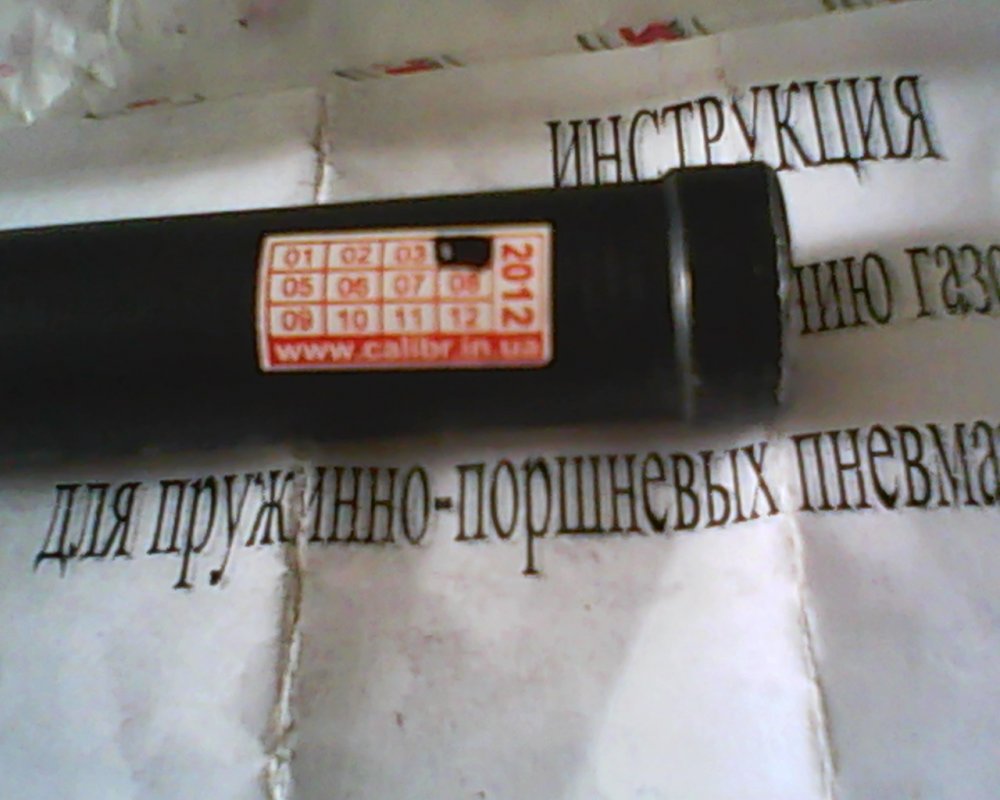 ИНСТРУКЦИЯ
нию газо
01 02 03 2012
05 06 07 08
09 10 11 12
www.calibr.in.ua
для пружинно-поршневых пневма